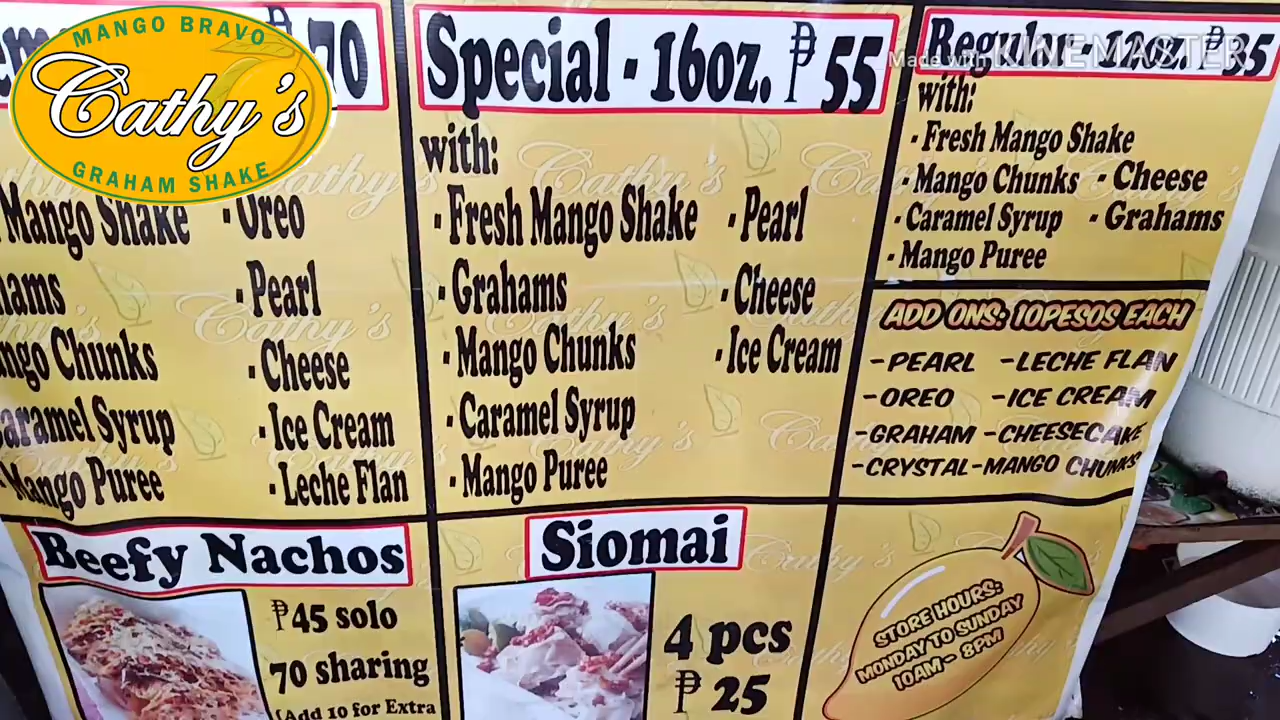 MANGO BRAVO
Cathy's
GRAHAM SHAKE
70
Mango Shake
- Oreo
- Pearl
Chunks
- Cheese
Caramel Syrup
- Ice Cream
Mango Puree
- Leche Flan
Special - 16oz. ₱ 55
with:
- Fresh Mango Shake
- Pearl
- Grahams
- Cheese
- Mango Chunks
- Ice Cream
- Caramel Syrup
- Mango Puree
Regular - 12oz. ₱35
Made with KINEMASTER
with:
- Fresh Mango Shake
- Mango Chunks - Cheese
- Caramel Syrup - Grahams
- Mango Puree
ADD ONS: 10PESOS EACH
-PEARL -LECHE FLAN
-OREO -ICE CREAM
-GRAHAM -CHEESECAKE
-CRYSTAL -MANGO CHUNKS
Beefy Nachos
₱45 solo
70 sharing
(Add 10 for Extra
Siomai
4 pcs
₱ 25
STORE HOURS:
MONDAY TO SUNDAY
10AM - 8PM